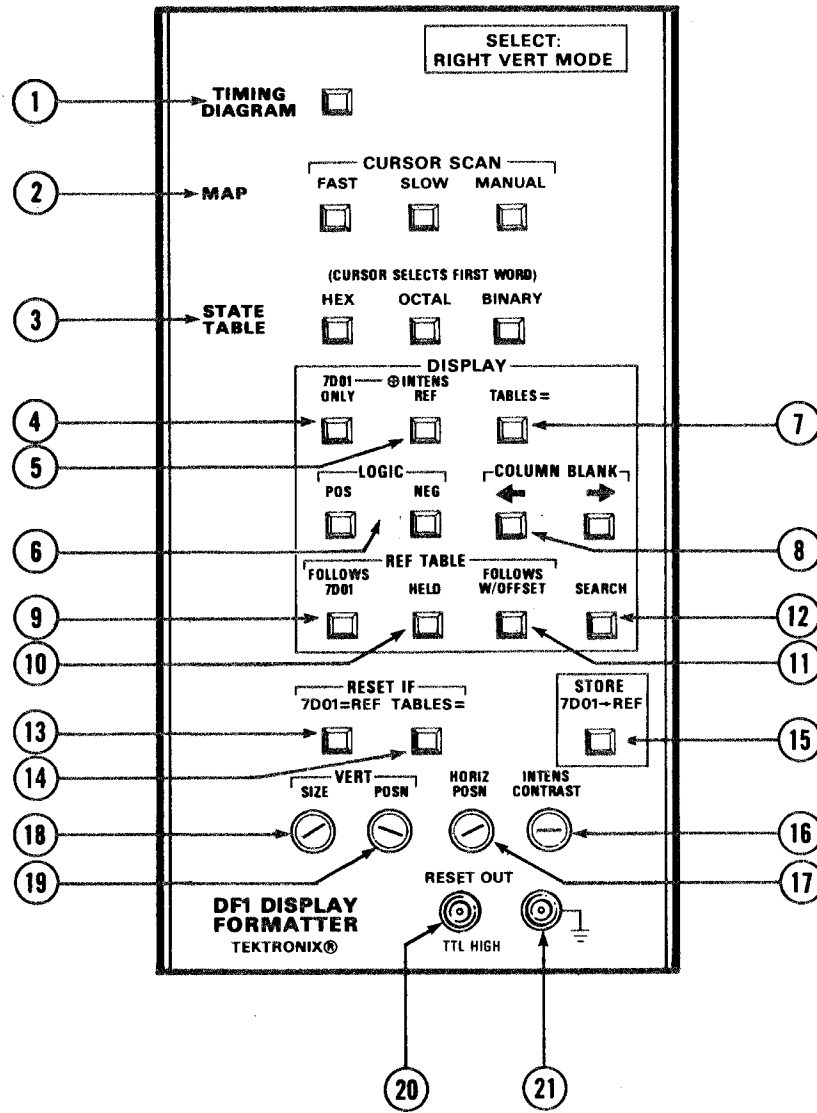 SELECT:
RIGHT VERT MODE
1
TIMING
DIAGRAM
CURSOR SCAN
2
MAP
FAST SLOW MANUAL
(CURSOR SELECTS FIRST WORD)
3
STATE
TABLE
HEX OCTAL BINARY
DISPLAY
7D01 ⊕INTENS
ONLY REF TABLES=
4
5
7
LOGIC COLUMN BLANK
POS NEG
6
8
REF TABLE
FOLLOWS
7D01
HELD
FOLLOWS
W/OFFSET
SEARCH
9
10
11
12
RESET IF
7D01=REF TABLES=
STORE
7D01→REF
13
14
15
VERT
SIZE POSN
HORIZ
POSN
INTENS
CONTRAST
18
19
16
17
RESET OUT
DF1 DISPLAY
FORMATTER
TEKTRONIX®
TTL HIGH
20
21